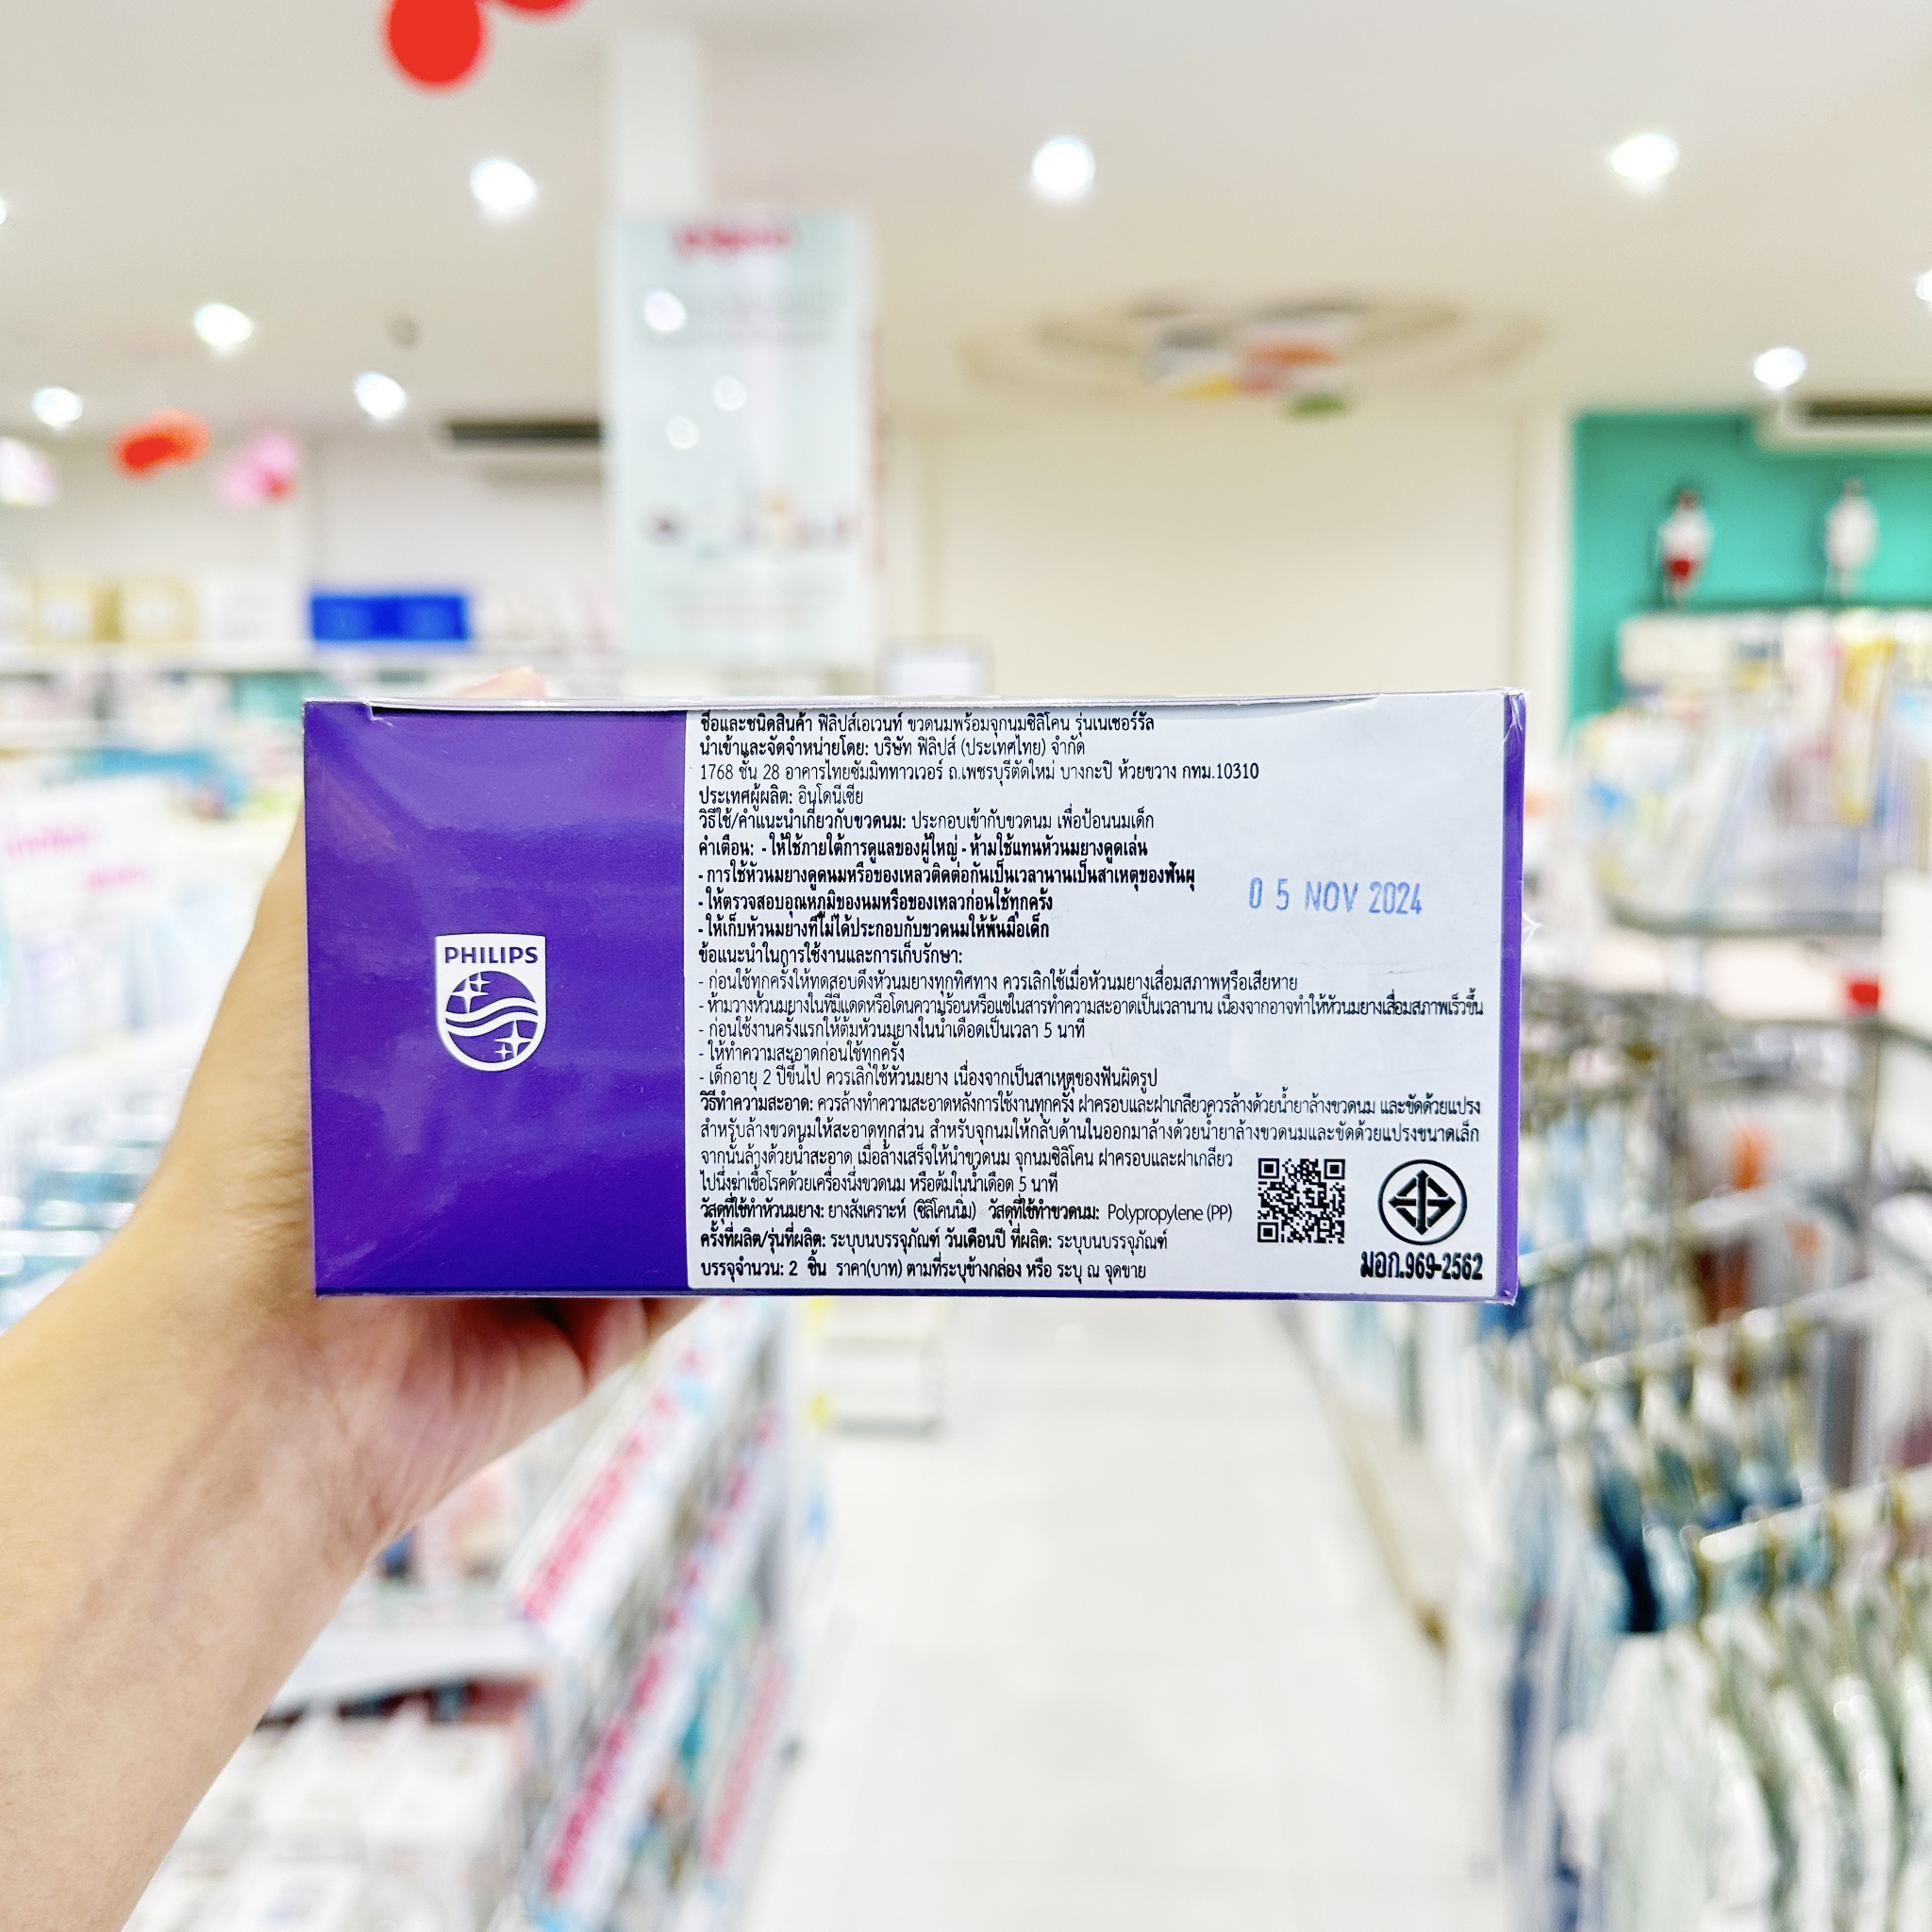 PHILIPS
ชื่อและชนิดสินค้า ฟิลิปส์เอเวนท์ ขวดนมพร้อมจุกนมซิลิโคน รุ่นเนเชอร์รัล
นำเข้าและจัดจำหน่ายโดย: บริษัท ฟิลิปส์ (ประเทศไทย) จำกัด
1768 ชั้น 28 อาคารไทยซัมมิททาวเวอร์ ถ.เพชรบุรีตัดใหม่ บางกะปิ ห้วยขวาง กทม.10310
ประเทศผู้ผลิต: อินโดนีเซีย
วิธีใช้/คำแนะนำเกี่ยวกับขวดนม: ประกอบเข้ากับขวดนม เพื่อป้อนนมเด็ก
คำเตือน: - ให้ใช้ภายใต้การดูแลของผู้ใหญ่ - ห้ามใช้แทนหัวนมยางดูดเล่น
- การใช้หัวนมยางดูดนมหรือของเหลวติดต่อกันเป็นเวลานานเป็นสาเหตุของฟันผุ
0 5 NOV 2024
- ให้ตรวจสอบอุณหภูมิของนมหรือของเหลวก่อนใช้ทุกครั้ง
- ให้เก็บหัวนมยางที่ไม่ได้ประกอบกับขวดนมให้พ้นมือเด็ก
ข้อแนะนำในการใช้งานและการเก็บรักษา:
- ก่อนใช้ทุกครั้งให้ทดสอบดึงหัวนมยางทุกทิศทาง ควรเลิกใช้เมื่อหัวนมยางเสื่อมสภาพหรือเสียหาย
- ห้ามวางหัวนมยางในที่มีแดดหรือโดนความร้อนหรือแช่ในสารทำความสะอาดเป็นเวลานาน เนื่องจากอาจทำให้หัวนมยางเสื่อมสภาพเร็วขึ้น
- ก่อนใช้งานครั้งแรกให้ต้มหัวนมยางในน้ำเดือดเป็นเวลา 5 นาที
- ให้ทำความสะอาดก่อนใช้ทุกครั้ง
- เด็กอายุ 2 ปีขึ้นไป ควรเลิกใช้หัวนมยาง เนื่องจากเป็นสาเหตุของฟันผิดรูป
วิธีทำความสะอาด: ควรล้างทำความสะอาดหลังการใช้งานทุกครั้ง ฝาครอบและฝาเกลียวควรล้างด้วยน้ำยาล้างขวดนม และขัดด้วยแปรง
สำหรับล้างขวดนมให้สะอาดทุกส่วน สำหรับจุกนมให้กลับด้านในออกมาล้างด้วยน้ำยาล้างขวดนมและขัดด้วยแปรงขนาดเล็ก
จากนั้นล้างด้วยน้ำสะอาด เมื่อล้างเสร็จให้นำขวดนม จุกนมซิลิโคน ฝาครอบและฝาเกลียว
ไปนึ่งฆ่าเชื้อโรคด้วยเครื่องนึ่งขวดนม หรือต้มในน้ำเดือด 5 นาที
วัสดุที่ใช้ทำหัวนมยาง: ยางสังเคราะห์ (ซิลิโคนนิ่ม) วัสดุที่ใช้ทำขวดนม: Polypropylene (PP)
ครั้งที่ผลิต/รุ่นที่ผลิต: ระบุบนบรรจุภัณฑ์ วันเดือนปี ที่ผลิต: ระบุบนบรรจุภัณฑ์
บรรจุจำนวน: 2 ชิ้น ราคา(บาท) ตามที่ระบุข้างกล่อง หรือ ระบุ ณ จุดขาย
มอก.969-2562